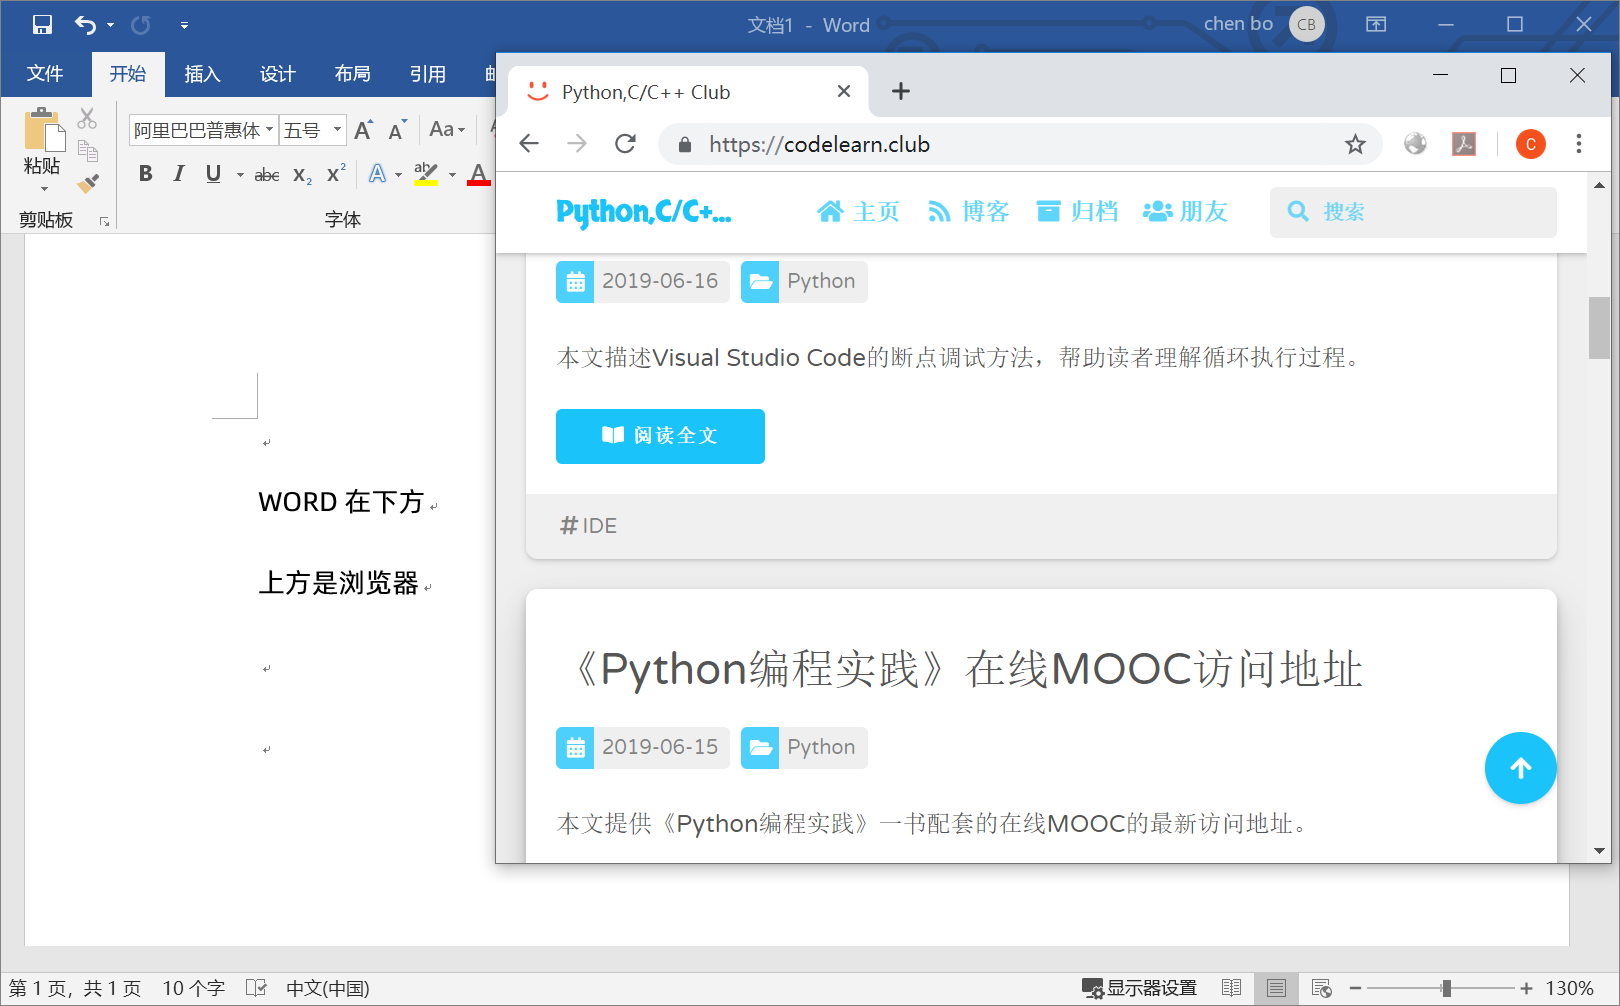 文档1 - Word
chen bo CB
文件 开始 插入 设计 布局 引用
阿里巴巴普惠体 五号 A A Aa
粘贴
B I U abc X₂ X² A ab A
剪贴板 字体
WORD 在下方
上方是浏览器
第 1 页，共 1 页 10 个字 中文(中国) 显示器设置 130%
Python,C/C++ Club
https://codelearn.club C
Python,C/C+... 主页 博客 归档 朋友 搜索
2019-06-16 Python
本文描述Visual Studio Code的断点调试方法，帮助读者理解循环执行过程。
阅读全文
#IDE
《Python编程实践》在线MOOC访问地址
2019-06-15 Python
本文提供《Python编程实践》一书配套的在线MOOC的最新访问地址。